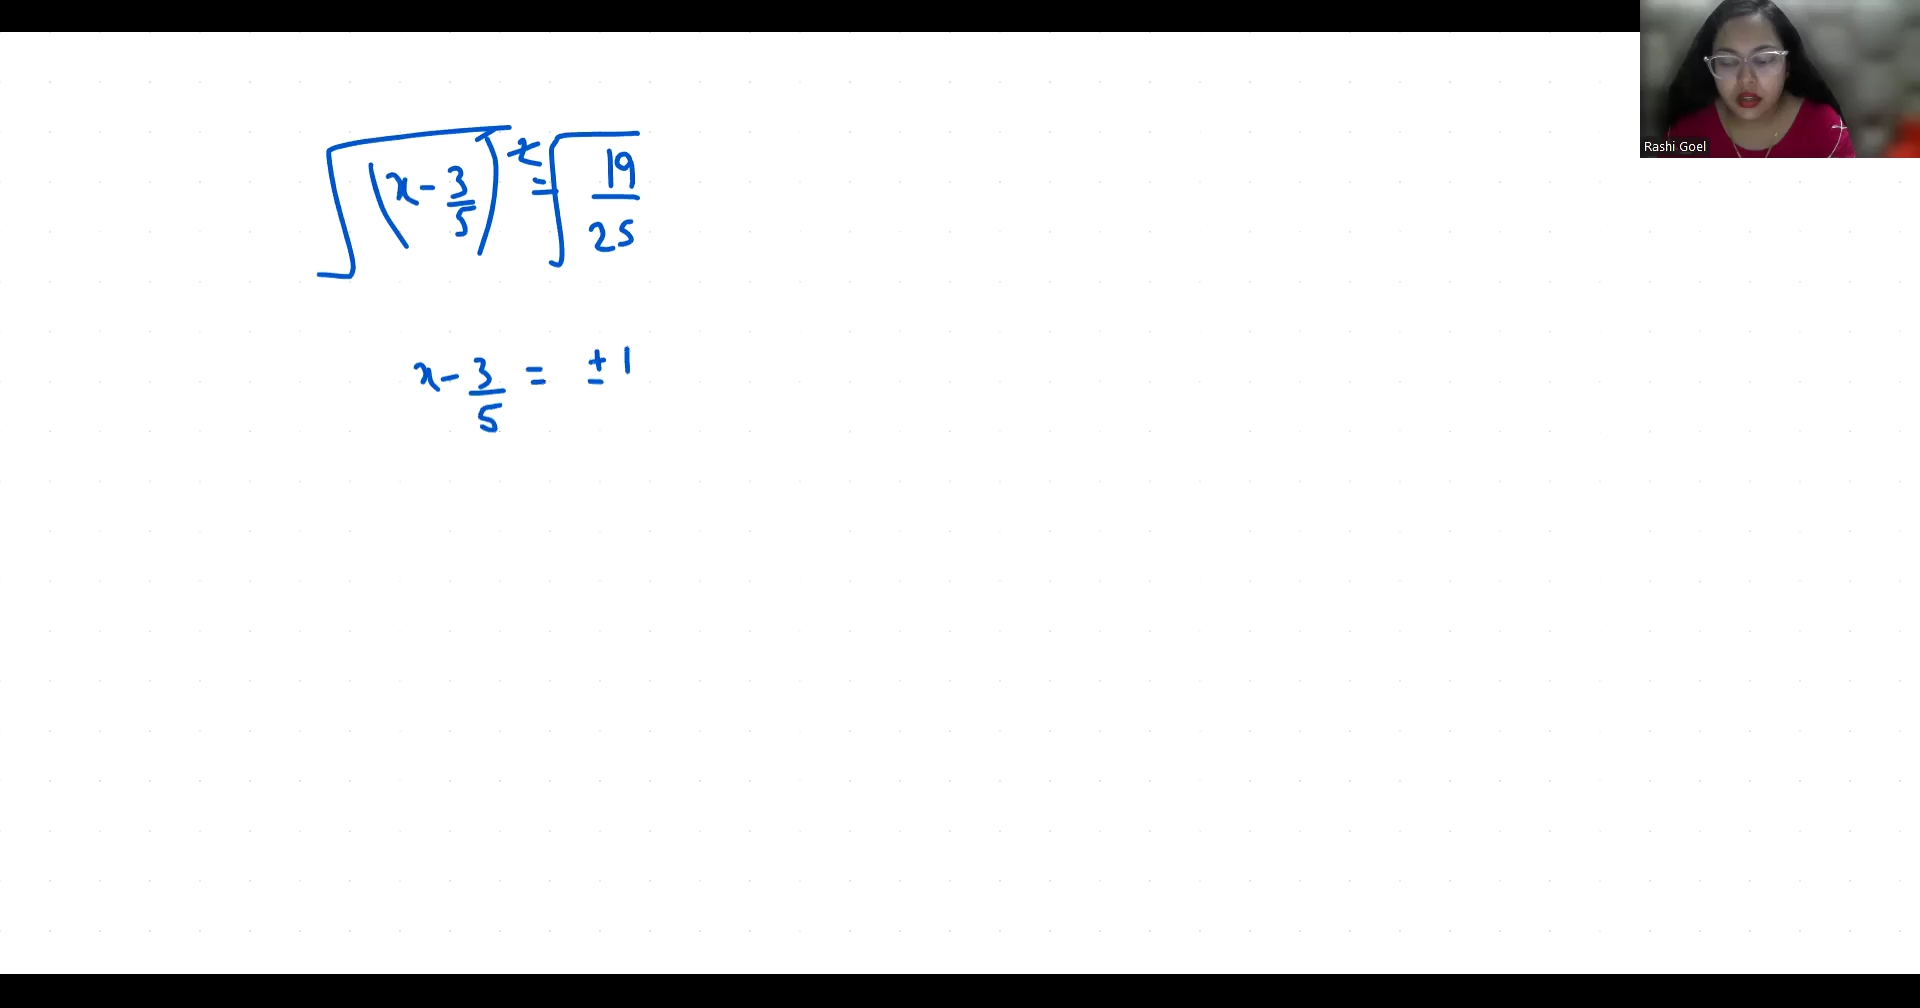 √(x - 3/5)² = √19/25
x - 3/5 = ± 1
Rashi Goel